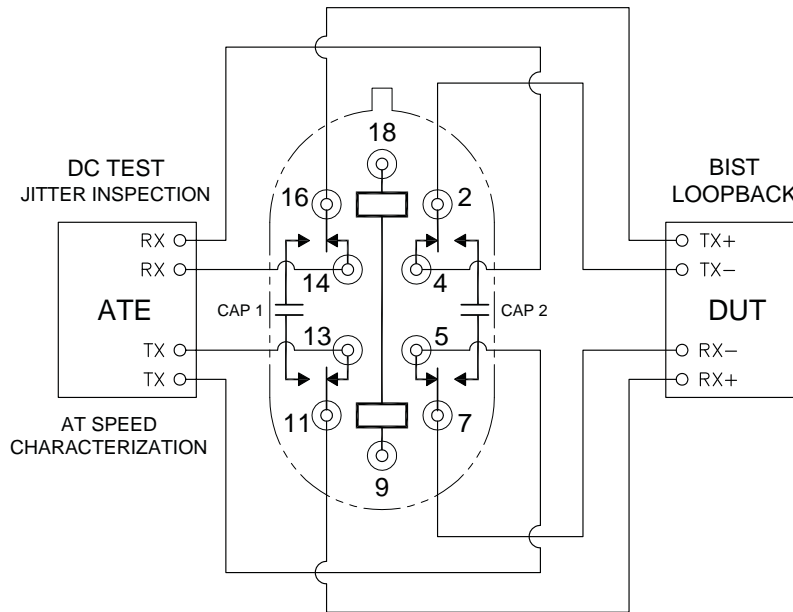 18
DC TEST
JITTER INSPECTION
BIST
LOOPBACK
16
2
RX
RX
ATE
TX
TX
14
4
CAP 1
CAP 2
13
5
TX+
TX-
DUT
RX-
RX+
11
7
9
AT SPEED
CHARACTERIZATION